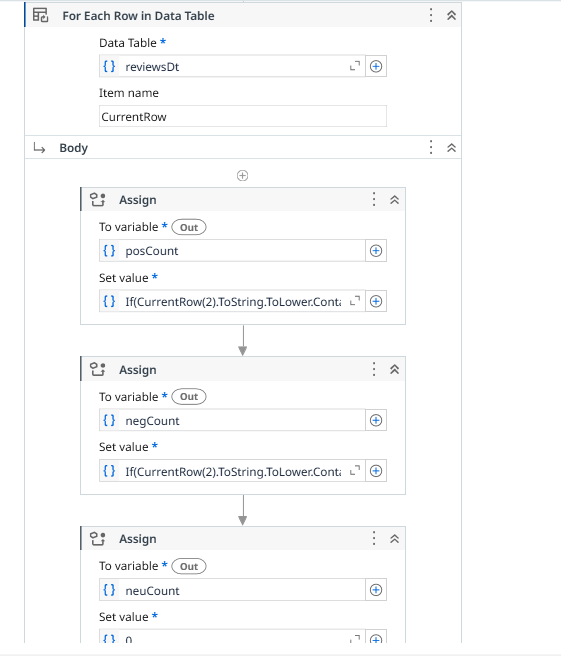 For Each Row in Data Table
Data Table *
{ } reviewsDt
Item name
CurrentRow
Body
Assign
To variable * Out
{ } posCount
Set value *
{ } If(CurrentRow(2).ToString.ToLower.Conta
Assign
To variable * Out
{ } negCount
Set value *
{ } If(CurrentRow(2).ToString.ToLower.Conta
Assign
To variable * Out
{ } neuCount
Set value *
{ } 0